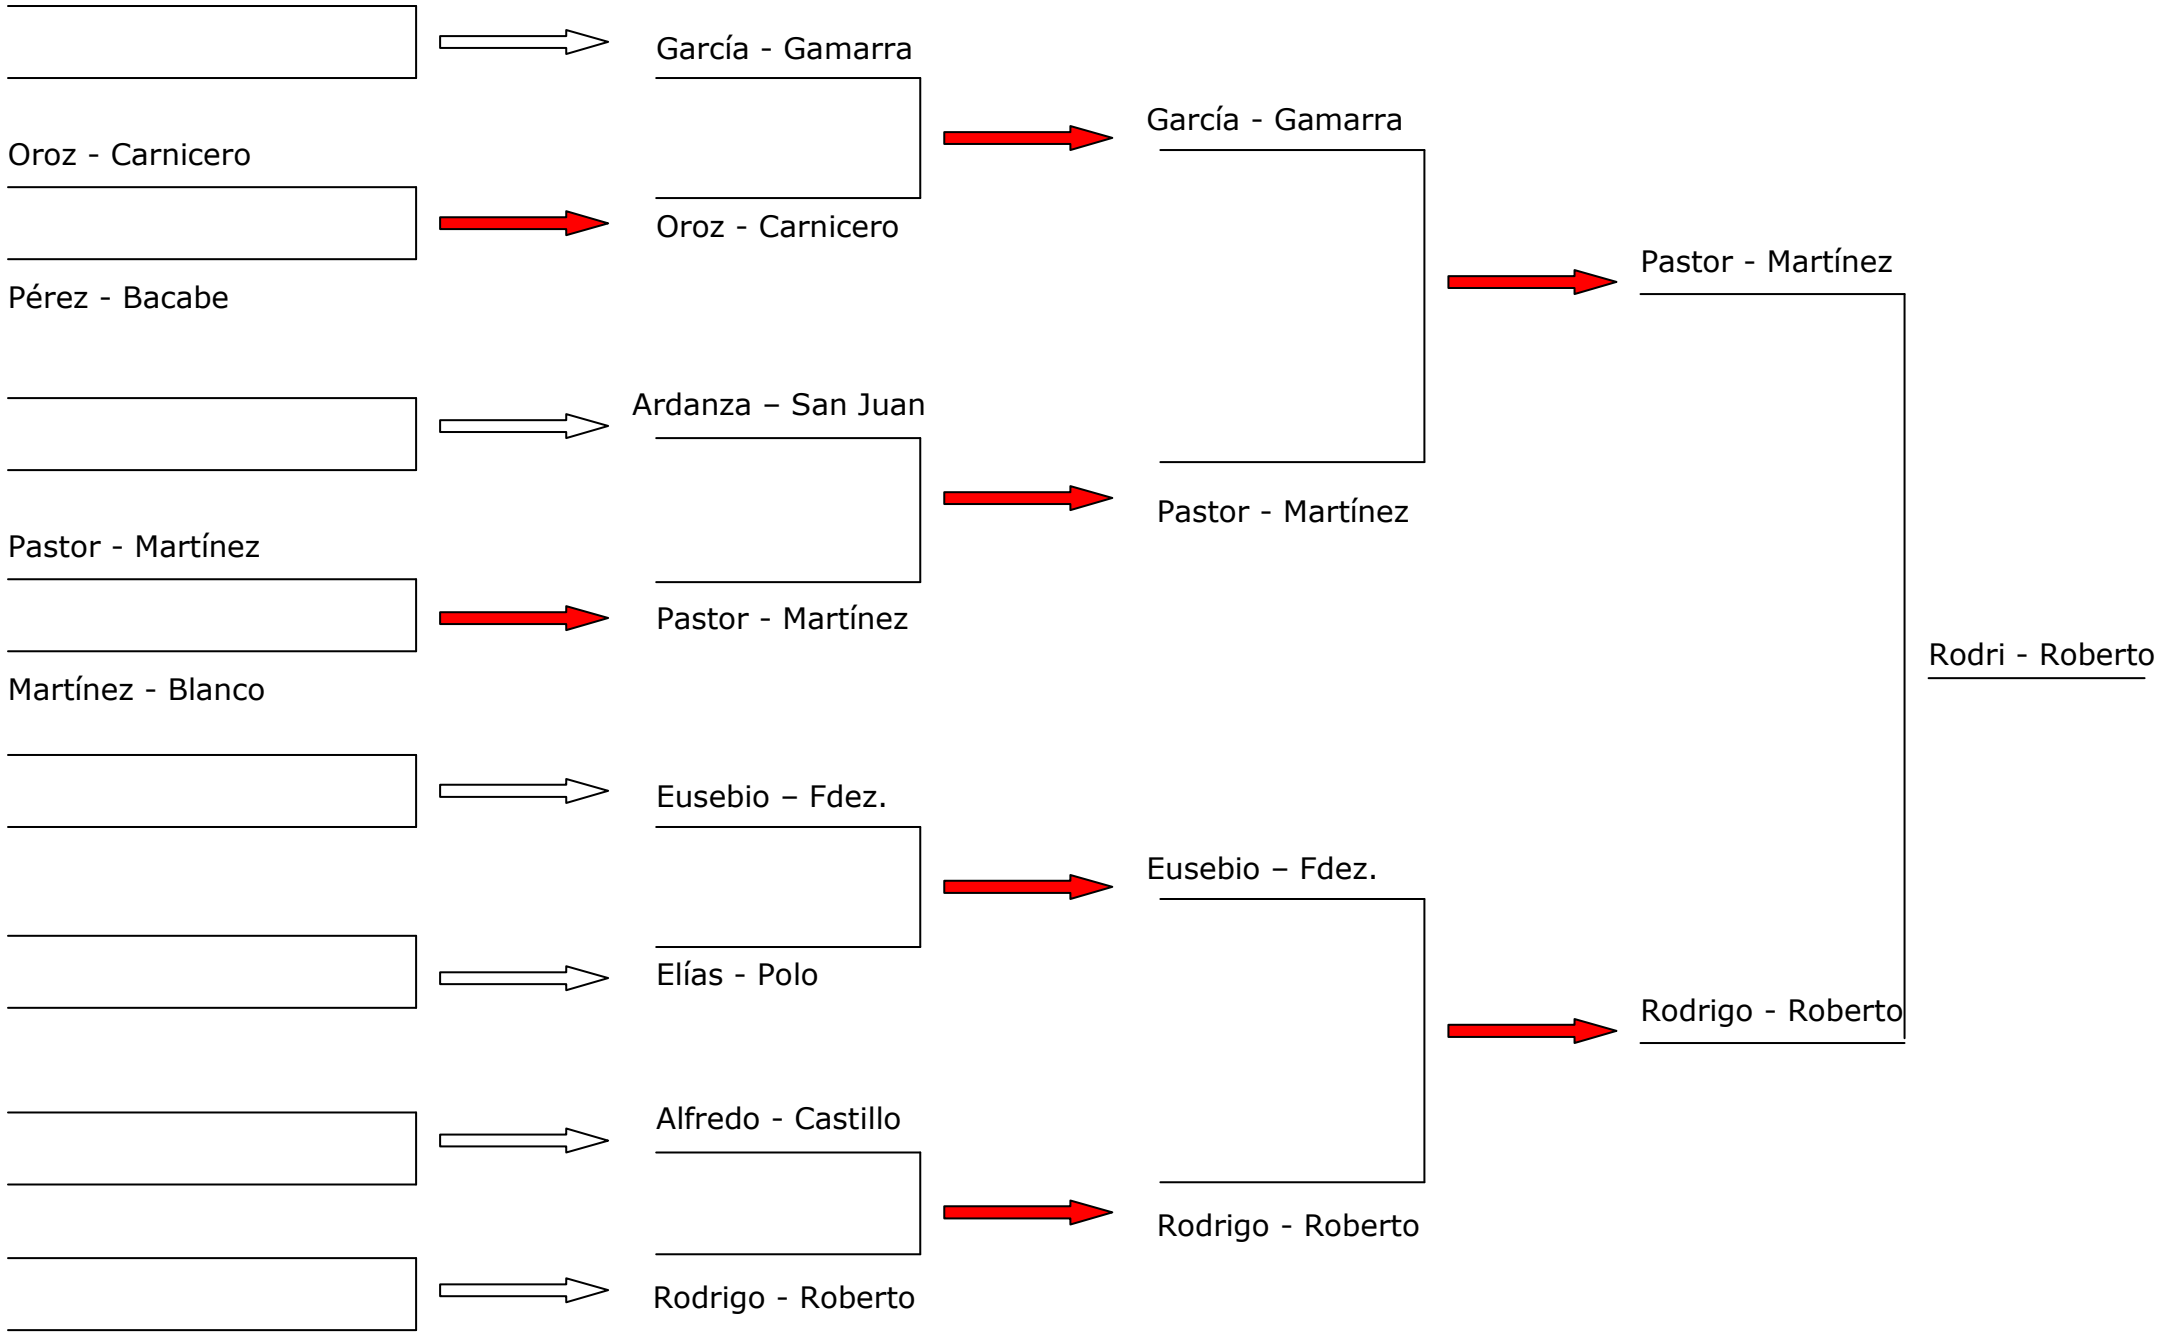 García - Gamarra
García - Gamarra
Oroz - Carnicero
Oroz - Carnicero
Pastor - Martínez
Pérez - Bacabe
Ardanza – San Juan
Pastor - Martínez
Pastor - Martínez
Pastor - Martínez
Rodri - Roberto
Martínez - Blanco
Eusebio – Fdez.
Eusebio – Fdez.
Elías - Polo
Rodrigo - Roberto
Alfredo - Castillo
Rodrigo - Roberto
Rodrigo - Roberto